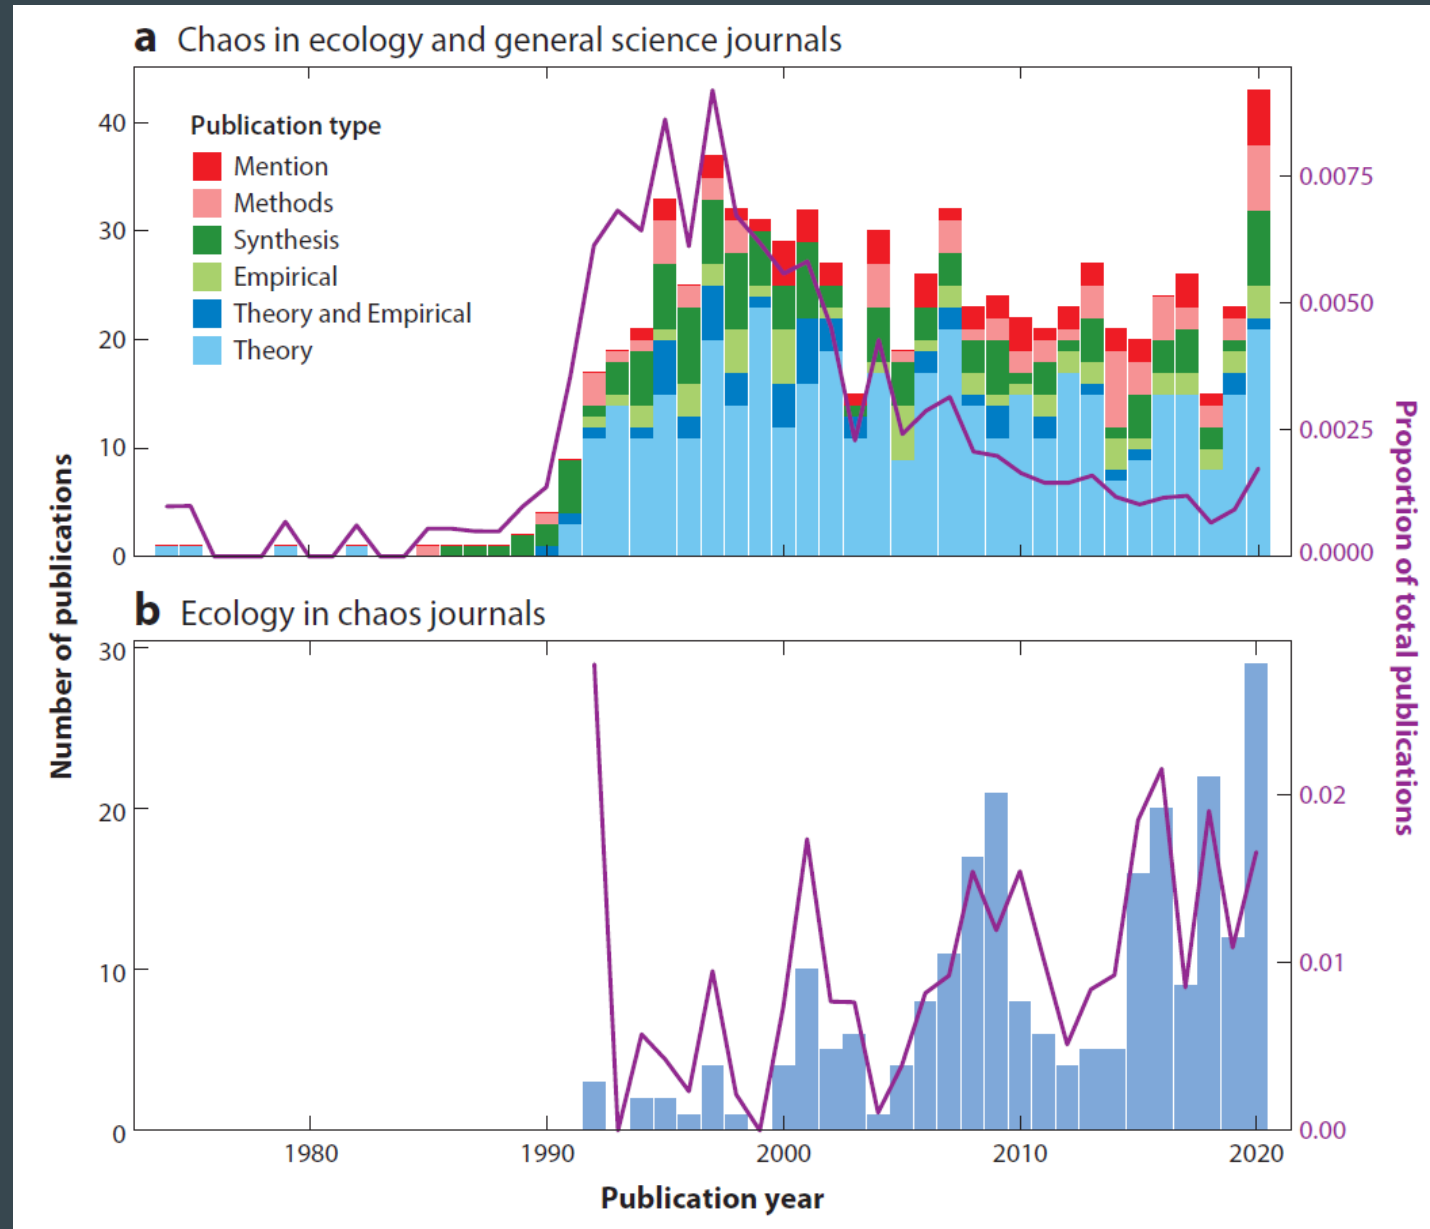 a Chaos in ecology and general science journals
Publication type
Mention
Methods
Synthesis
Empirical
Theory and Empirical
Theory
40
30
20
10
0
0.0075
0.0050
0.0025
0.0000
b Ecology in chaos journals
30
20
10
0
0.02
0.01
0.00
Number of publications
Proportion of total publications
1980
1990
2000
2010
2020
Publication year